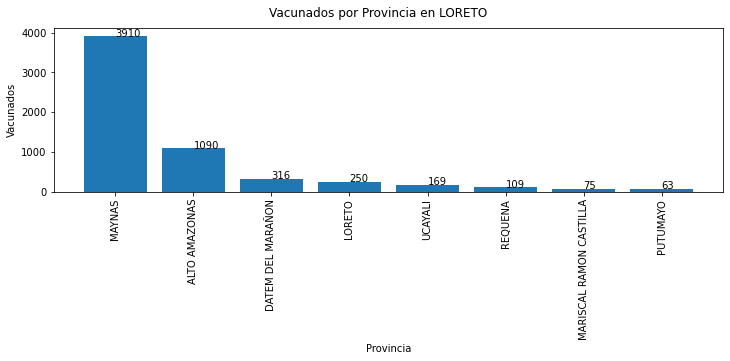 Vacunados por Provincia en LORETO
Vacunados
4000
3000
2000
1000
0
3910
1090
316
250
169
109
75
63
MAYNAS
ALTO AMAZONAS
DATEM DEL MARAÑON
LORETO
UCAYALI
REQUENA
MARISCAL RAMON CASTILLA
PUTUMAYO
Provincia